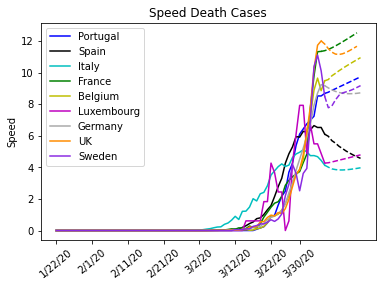 Speed Death Cases
Speed
12
10
8
6
4
2
0
Portugal
Spain
Italy
France
Belgium
Luxembourg
Germany
UK
Sweden
1/22/20
2/1/20
2/11/20
2/21/20
3/2/20
3/12/20
3/22/20
3/30/20